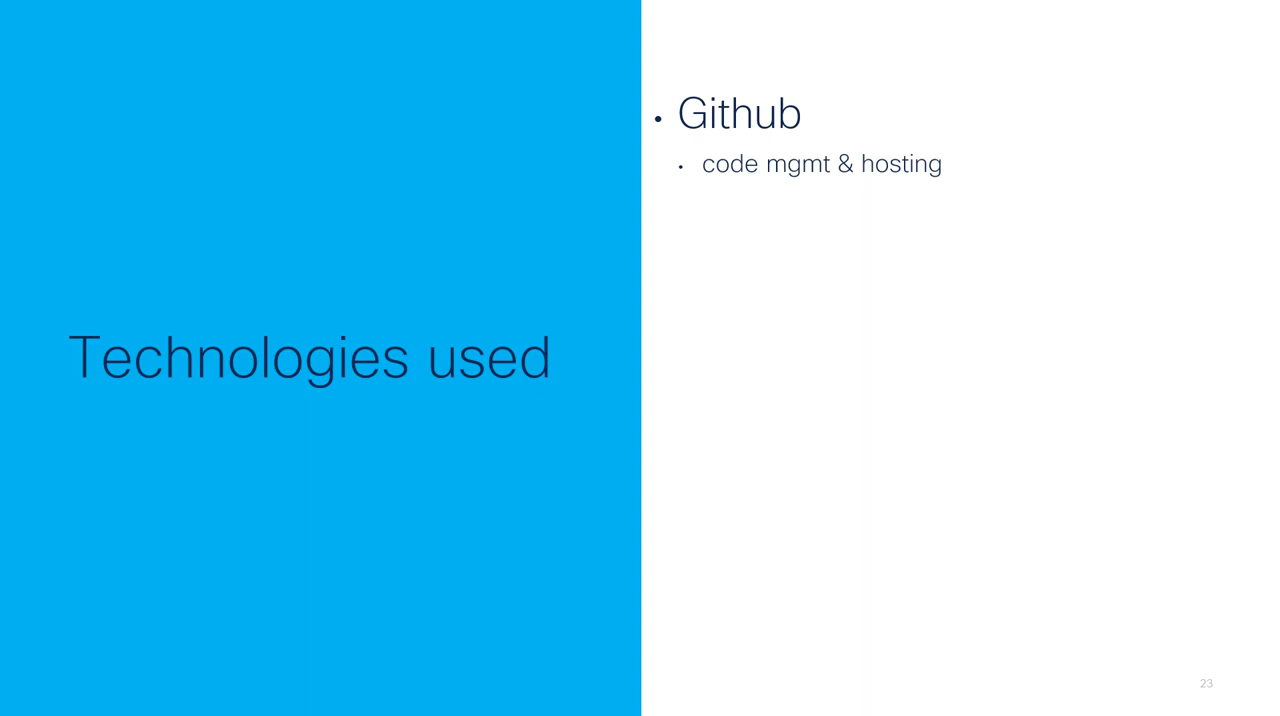 Technologies used
• Github
• code mgmt & hosting
23